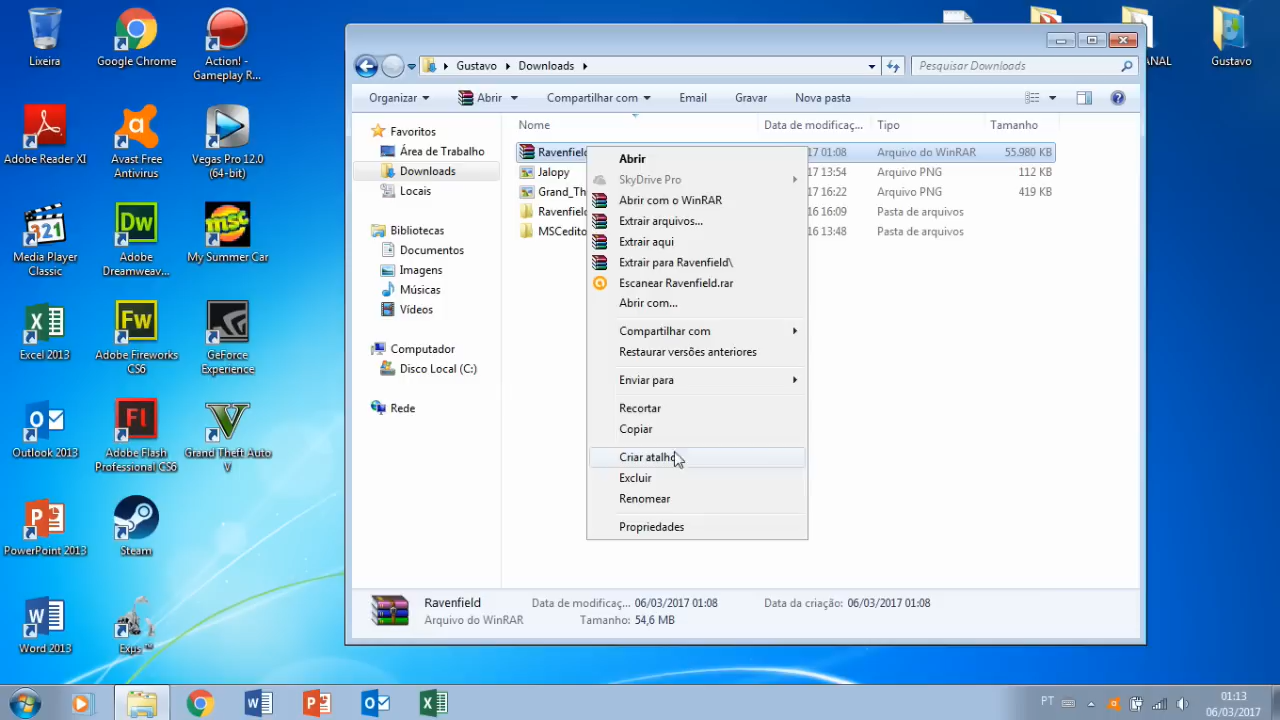 Lixeira
Google Chrome
Action! -
Gameplay R...
Adobe Reader XI
Avast Free
Antivirus
Vegas Pro 12.0
(64-bit)
Media Player
Classic
Adobe
Dreamweav...
My Summer Car
Excel 2013
Adobe Fireworks
CS6
GeForce
Experience
Outlook 2013
Adobe Flash
Professional CS6
Grand Theft Auto
V
PowerPoint 2013
Steam
Word 2013
Gustavo
Gustavo
Downloads
Pesquisar Downloads
Organizar
Abrir
Compartilhar com
Email
Gravar
Nova pasta
Favoritos
Área de Trabalho
Downloads
Locais
Bibliotecas
Documentos
Imagens
Músicas
Vídeos
Computador
Disco Local (C:)
Rede
Nome
Data de modificaç...
Tipo
Tamanho
Ravenfield
17 01:08
Arquivo do WinRAR
55.980 KB
Jalopy
17 13:54
Arquivo PNG
112 KB
Grand_Th
17 16:22
Arquivo PNG
419 KB
Ravenfield
16 16:09
Pasta de arquivos
MSCedito
16 13:48
Pasta de arquivos
Abrir
SkyDrive Pro
Abrir com o WinRAR
Extrair arquivos...
Extrair aqui
Extrair para Ravenfield\
Escanear Ravenfield.rar
Abrir com...
Compartilhar com
Restaurar versões anteriores
Enviar para
Recortar
Copiar
Criar atalho
Excluir
Renomear
Propriedades
Ravenfield
Data de modificaç... 06/03/2017 01:08
Data da criação: 06/03/2017 01:08
Arquivo do WinRAR
Tamanho: 54,6 MB
PT
01:13
06/03/2017